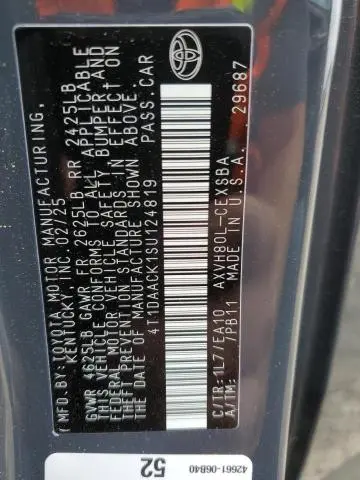 MFD.BY:TOYOTA MOTOR MANUFACTURING,
KENTUCKY, INC. 02/25
GVWR 4625LB GAWR FR 2625LB RR 2425LB
THIS VEHICLE CONFORMS TO ALL APPLICABLE
FEDERAL MOTOR VEHICLE SAFETY, BUMPER, AND
THEFT PREVENTION STANDARDS IN EFFECT ON
THE DATE OF MANUFACTURE SHOWN ABOVE.
4T1DAACK1SU124819 PASS. CAR
C/TR:1L7/EA10 AXVH80L-CEXSBA
A/TM: /PB11 MADE IN U.S.A. 29687
42661-06B40
52